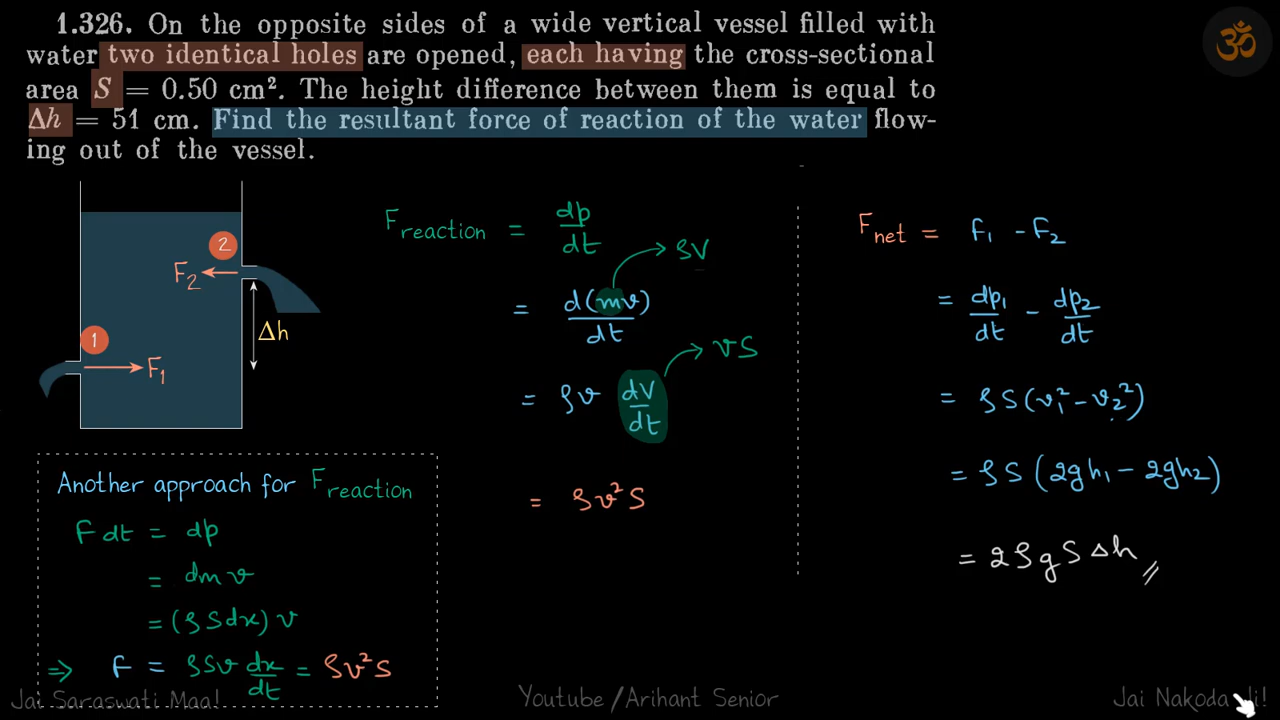 1.326. On the opposite sides of a wide vertical vessel filled with
water two identical holes are opened, each having the cross-sectional
area S = 0.50 cm². The height difference between them is equal to
Δh = 51 cm. Find the resultant force of reaction of the water flow-
ing out of the vessel.
ॐ
2
F₂
Δh
1
F₁
F reaction = dp/dt
→ ρV
= d(mv)/dt
→ vS
= ρv dV/dt
= ρv²S
F net = F₁ - F₂
= dp₁/dt - dp₂/dt
= ρS(v₁² - v₂²)
= ρS(2gh₁ - 2gh₂)
= 2ρgSΔh //
Another approach for F reaction
F dt = dp
= dm v
= (ρSdx) v
⇒ F = ρSv dx/dt = ρv²S
Jai Saraswati Maa!
Youtube /Arihant Senior
Jai Nakoda Ji!